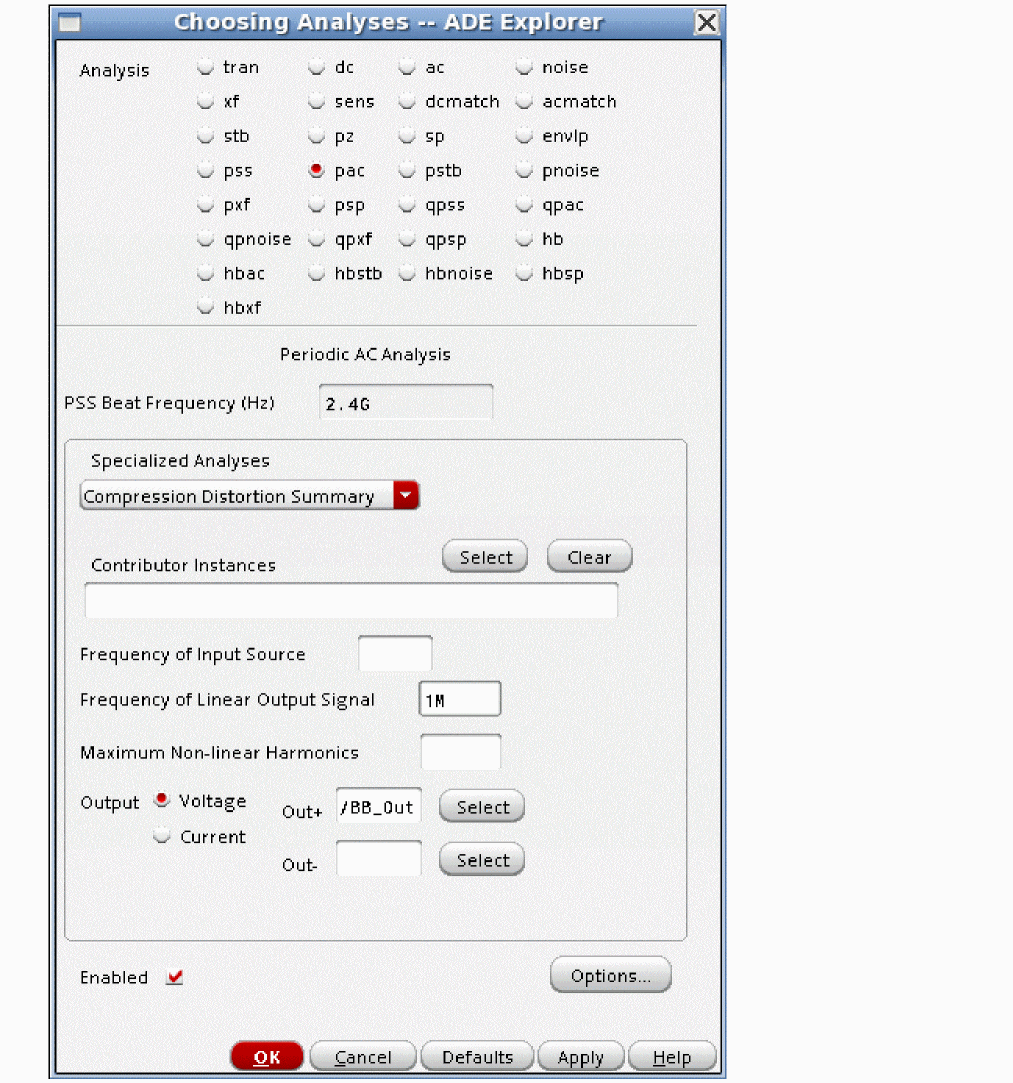 Choosing Analyses -- ADE Explorer
Analysis tran dc ac noise
xf sens dcmatch acmatch
stb pz sp envlp
pss pac pstb pnoise
pxf psp qpss qpac
qpnoise qpxf qpsp hb
hbac hbstb hbnoise hbsp
hbxf
Periodic AC Analysis
PSS Beat Frequency (Hz) 2.4G
Specialized Analyses
Compression Distortion Summary
Contributor Instances Select Clear
Frequency of Input Source
Frequency of Linear Output Signal 1M
Maximum Non-linear Harmonics
Output Voltage Out+ /BB_Out Select
Current
Out- Select
Enabled Options...
OK Cancel Defaults Apply Help